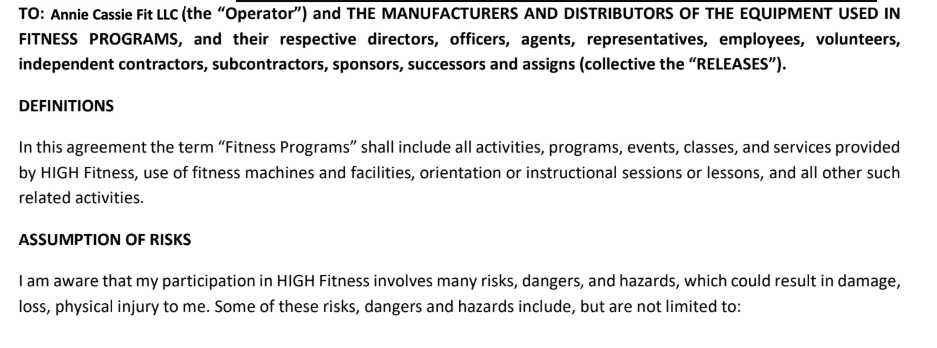 TO: Annie Cassie Fit LLC (the “Operator”) and THE MANUFACTURERS AND DISTRIBUTORS OF THE EQUIPMENT USED IN
FITNESS PROGRAMS, and their respective directors, officers, agents, representatives, employees, volunteers,
independent contractors, subcontractors, sponsors, successors and assigns (collective the “RELEASES”).
DEFINITIONS
In this agreement the term “Fitness Programs” shall include all activities, programs, events, classes, and services provided
by HIGH Fitness, use of fitness machines and facilities, orientation or instructional sessions or lessons, and all other such
related activities.
ASSUMPTION OF RISKS
I am aware that my participation in HIGH Fitness involves many risks, dangers, and hazards, which could result in damage,
loss, physical injury to me. Some of these risks, dangers and hazards include, but are not limited to: